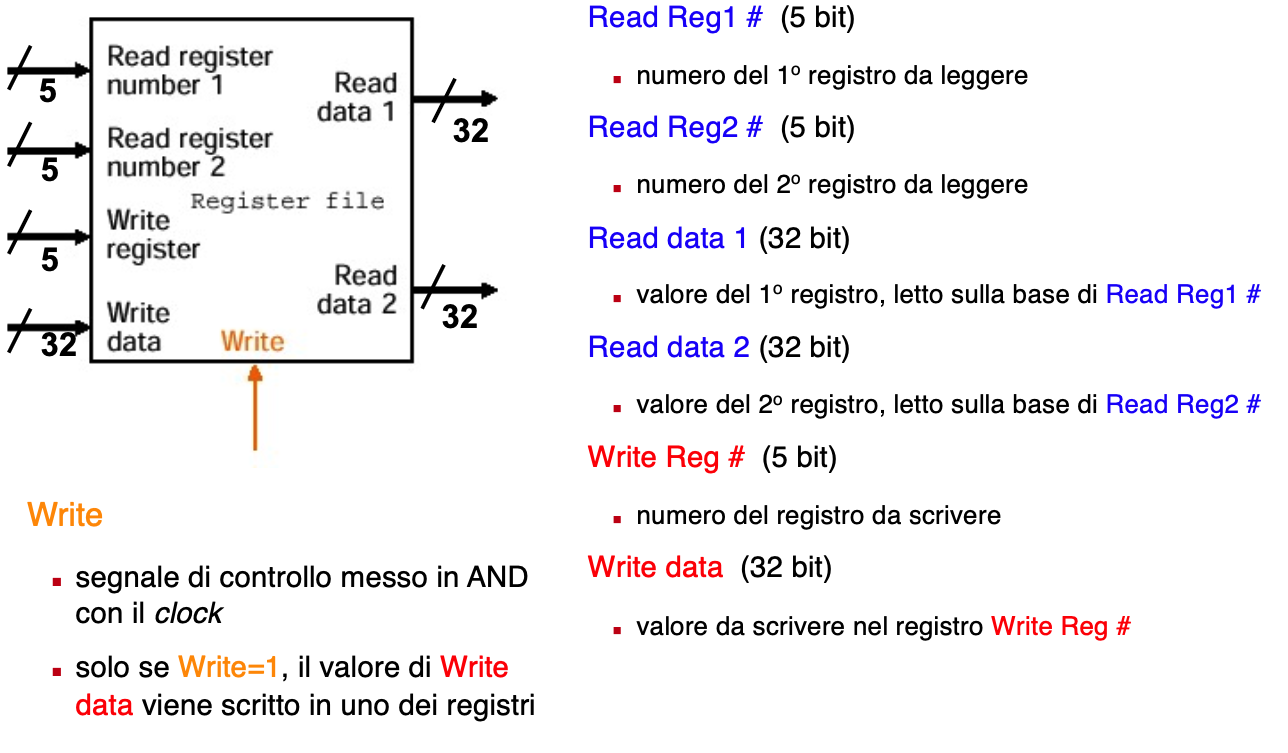 Read register
number 1
5
Read
data 1
32
Read register
number 2
5
Register file
Write
register
5
Read
data 2
32
Write
data
32
Write
Write
▪ segnale di controllo messo in AND
con il clock
▪ solo se Write=1, il valore di Write
data viene scritto in uno dei registri
Read Reg1 # (5 bit)
▪ numero del 1º registro da leggere
Read Reg2 # (5 bit)
▪ numero del 2º registro da leggere
Read data 1 (32 bit)
▪ valore del 1º registro, letto sulla base di Read Reg1 #
Read data 2 (32 bit)
▪ valore del 2º registro, letto sulla base di Read Reg2 #
Write Reg # (5 bit)
▪ numero del registro da scrivere
Write data (32 bit)
▪ valore da scrivere nel registro Write Reg #